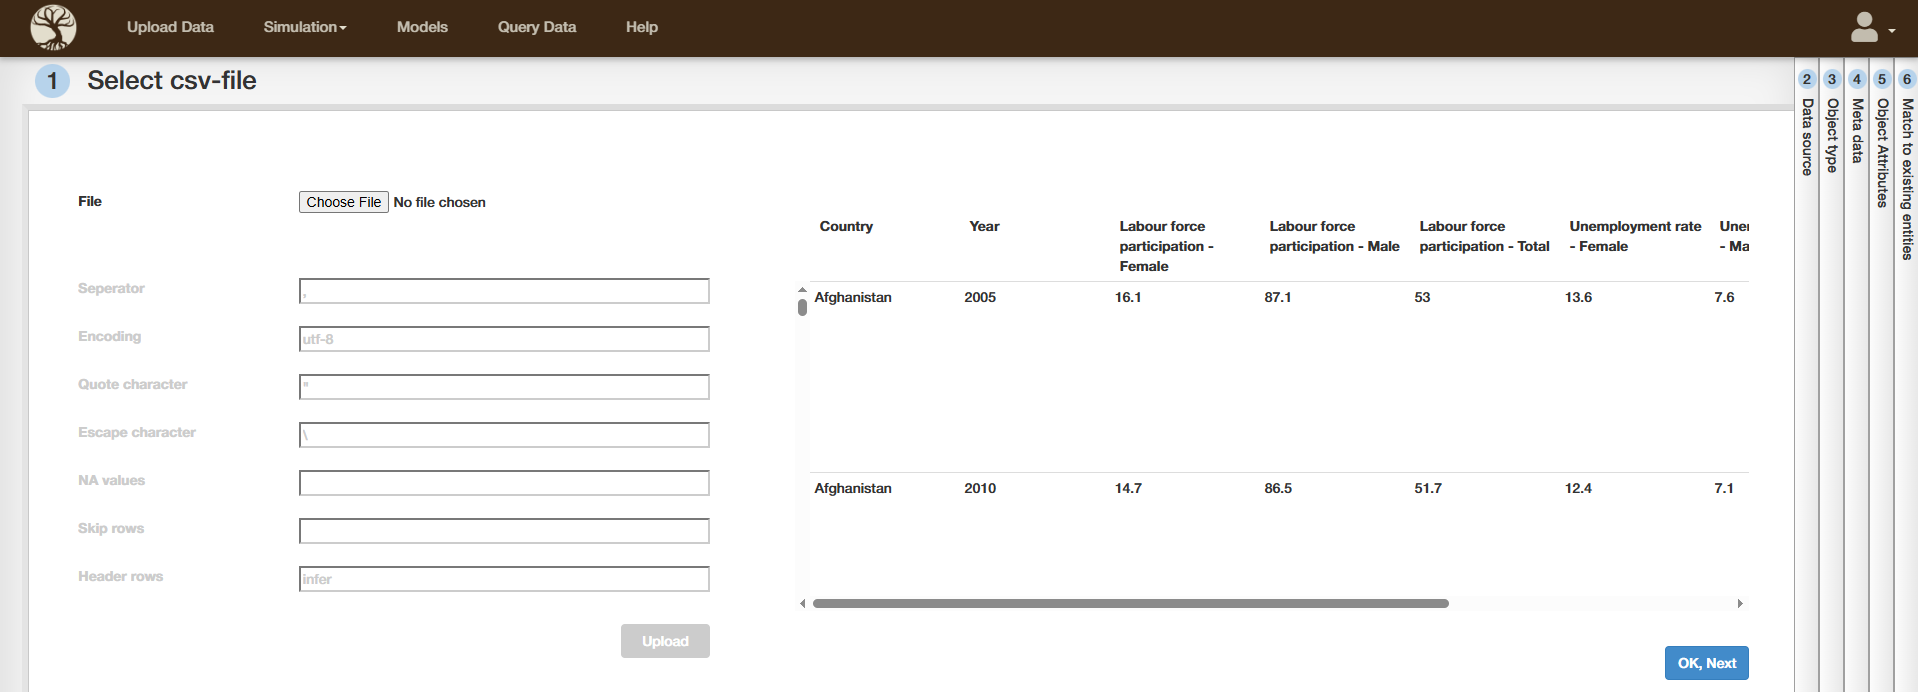 Upload Data Simulation Models Query Data Help
1 Select csv-file
2 Data source
3 Object type
4 Meta data
5 Object Attributes
6 Match to existing entities
File Choose File No file chosen
Seperator ,
Encoding utf-8
Quote character "
Escape character \
NA values
Skip rows
Header rows infer
Upload
Country Year Labour force participation - Female Labour force participation - Male Labour force participation - Total Unemployment rate - Female
Afghanistan 2005 16.1 87.1 53 13.6 7.6
Afghanistan 2010 14.7 86.5 51.7 12.4 7.1
OK, Next